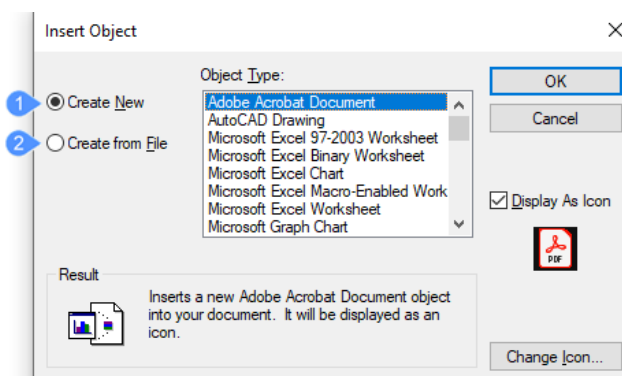 Insert Object
Object Type:
1 Create New
2 Create from File
Adobe Acrobat Document
AutoCAD Drawing
Microsoft Excel 97-2003 Worksheet
Microsoft Excel Binary Worksheet
Microsoft Excel Chart
Microsoft Excel Macro-Enabled Work
Microsoft Excel Worksheet
Microsoft Graph Chart
OK
Cancel
Display As Icon
PDF
Result
Inserts a new Adobe Acrobat Document object
into your document. It will be displayed as an
icon.
Change Icon...